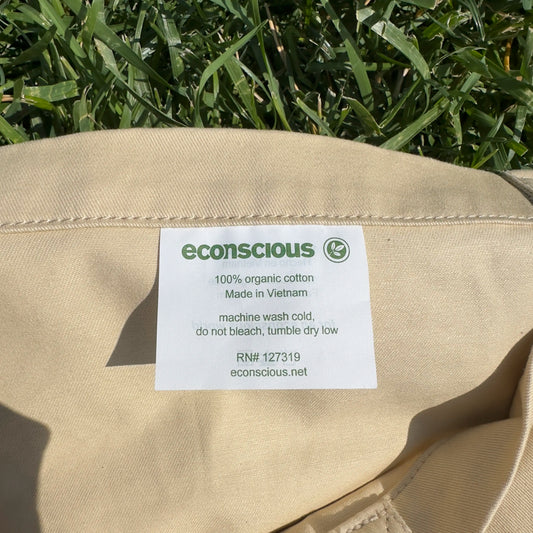 econscious
100% organic cotton
Made in Vietnam
machine wash cold,
do not bleach, tumble dry low
RN# 127319
econscious.net